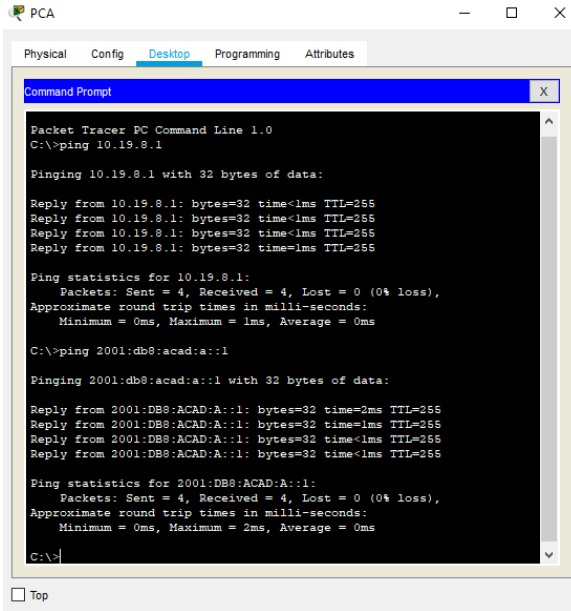 PCA
Physical Config Desktop Programming Attributes
Command Prompt X
Packet Tracer PC Command Line 1.0
C:\>ping 10.19.8.1
Pinging 10.19.8.1 with 32 bytes of data:
Reply from 10.19.8.1: bytes=32 time<1ms TTL=255
Reply from 10.19.8.1: bytes=32 time<1ms TTL=255
Reply from 10.19.8.1: bytes=32 time<1ms TTL=255
Reply from 10.19.8.1: bytes=32 time=1ms TTL=255
Ping statistics for 10.19.8.1:
Packets: Sent = 4, Received = 4, Lost = 0 (0% loss),
Approximate round trip times in milli-seconds:
Minimum = 0ms, Maximum = 1ms, Average = 0ms
C:\>ping 2001:db8:acad:a::1
Pinging 2001:db8:acad:a::1 with 32 bytes of data:
Reply from 2001:DB8:ACAD:A::1: bytes=32 time=2ms TTL=255
Reply from 2001:DB8:ACAD:A::1: bytes=32 time=1ms TTL=255
Reply from 2001:DB8:ACAD:A::1: bytes=32 time<1ms TTL=255
Reply from 2001:DB8:ACAD:A::1: bytes=32 time<1ms TTL=255
Ping statistics for 2001:DB8:ACAD:A::1:
Packets: Sent = 4, Received = 4, Lost = 0 (0% loss),
Approximate round trip times in milli-seconds:
Minimum = 0ms, Maximum = 2ms, Average = 0ms
C:\>
Top